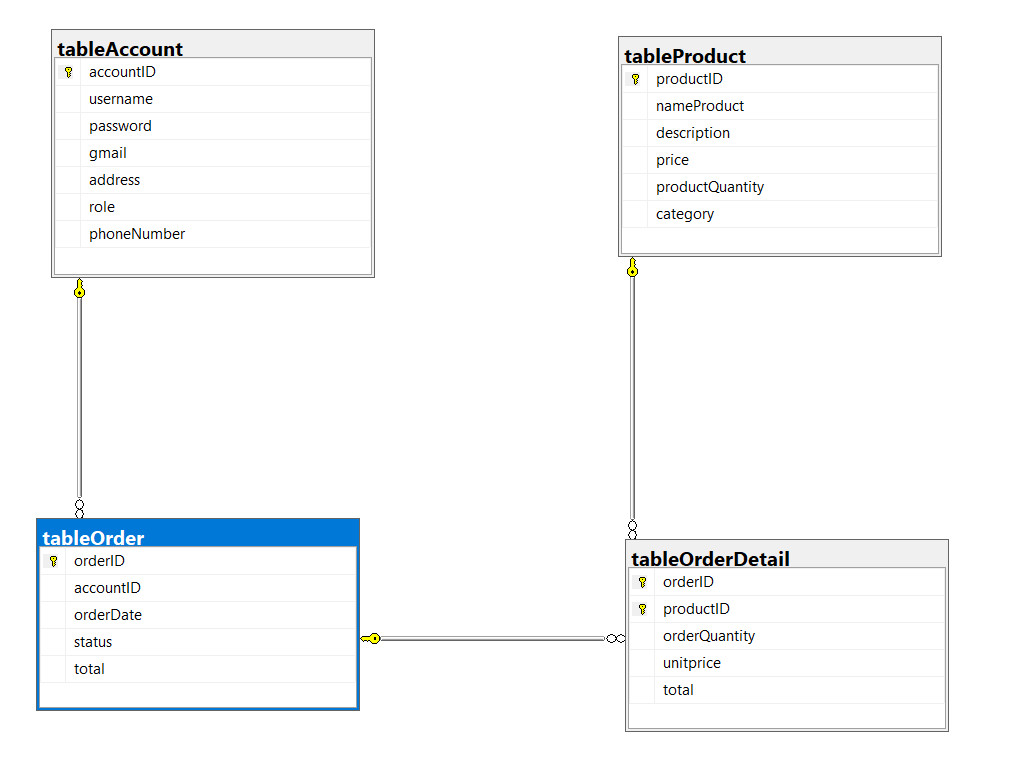 tableAccount
accountID
username
password
gmail
address
role
phoneNumber
tableProduct
productID
nameProduct
description
price
productQuantity
category
tableOrder
orderID
accountID
orderDate
status
total
tableOrderDetail
orderID
productID
orderQuantity
unitprice
total